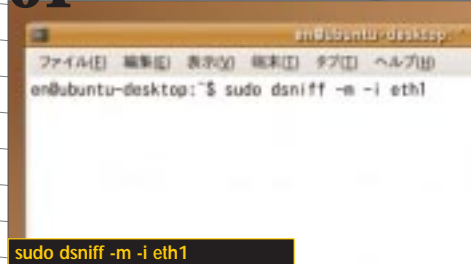 01
en@ubuntu-desktop: ~
ファイル(F) 編集(E) 表示(V) 端末(T) タブ(T) ヘルプ(H)
en@ubuntu-desktop:~$ sudo dsniff -m -i eth1
sudo dsniff -m -i eth1